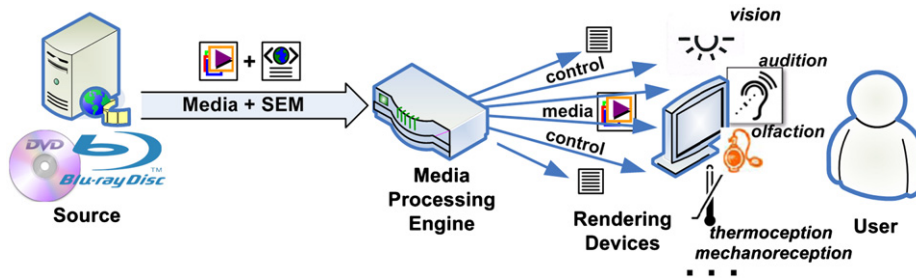 vision
audition
control
Media + SEM
media
olfaction
control
DVD
Blu-ray Disc
TM
Source
Media
Processing
Engine
Rendering
Devices
User
thermoception
mechanoreception
. . .